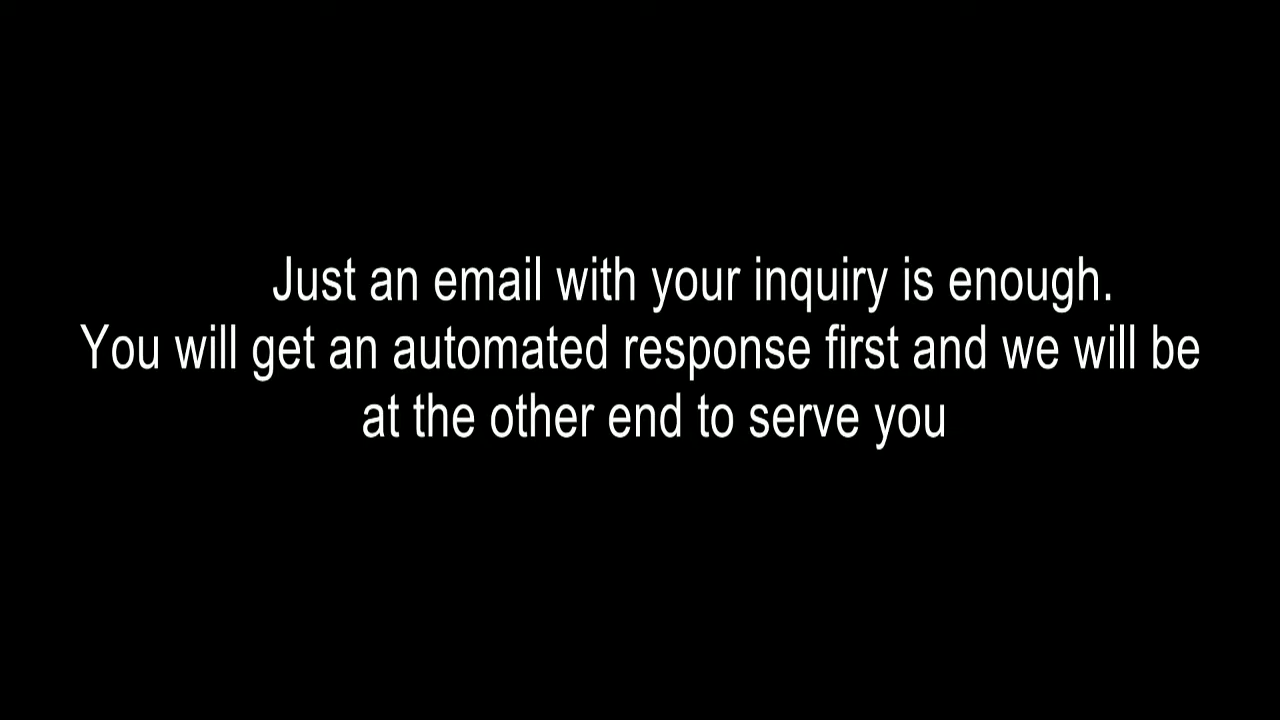 Just an email with your inquiry is enough.
You will get an automated response first and we will be
at the other end to serve you